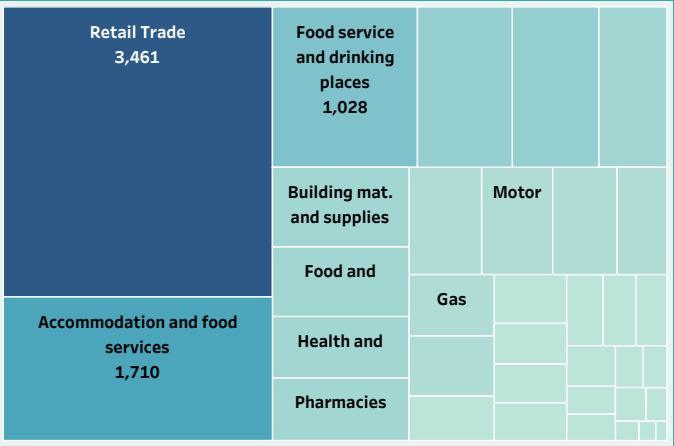 Retail Trade
3,461
Food service
and drinking
places
1,028
Building mat.
and supplies
Motor
Food and
Gas
Accommodation and food
services
1,710
Health and
Pharmacies